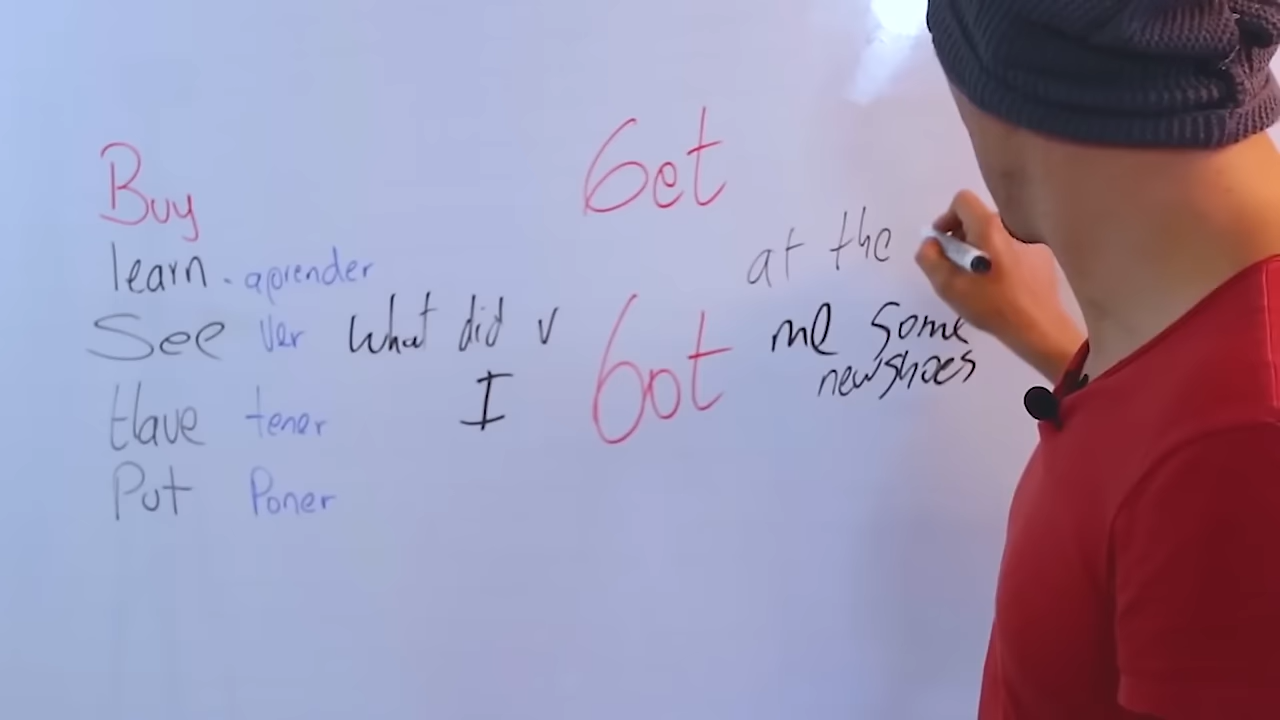 Buy
learn - aprender
See ver
Have tener
Put Poner
Get
What did v Get at the
I Got me some
new shoes